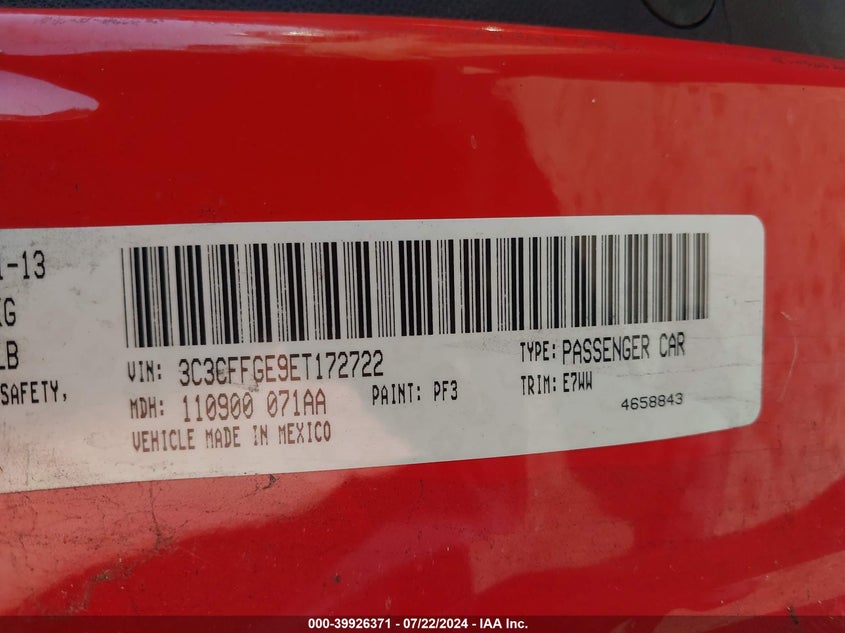 1-13
KG
LB
SAFETY,
VIN: 3C3CFFGE9ET172722
TYPE: PASSENGER CAR
MDH: 110900 071AA
PAINT: PF3
TRIM: E7WW
VEHICLE MADE IN MEXICO
4658843
000-39926371 - 07/22/2024 - IAA Inc.